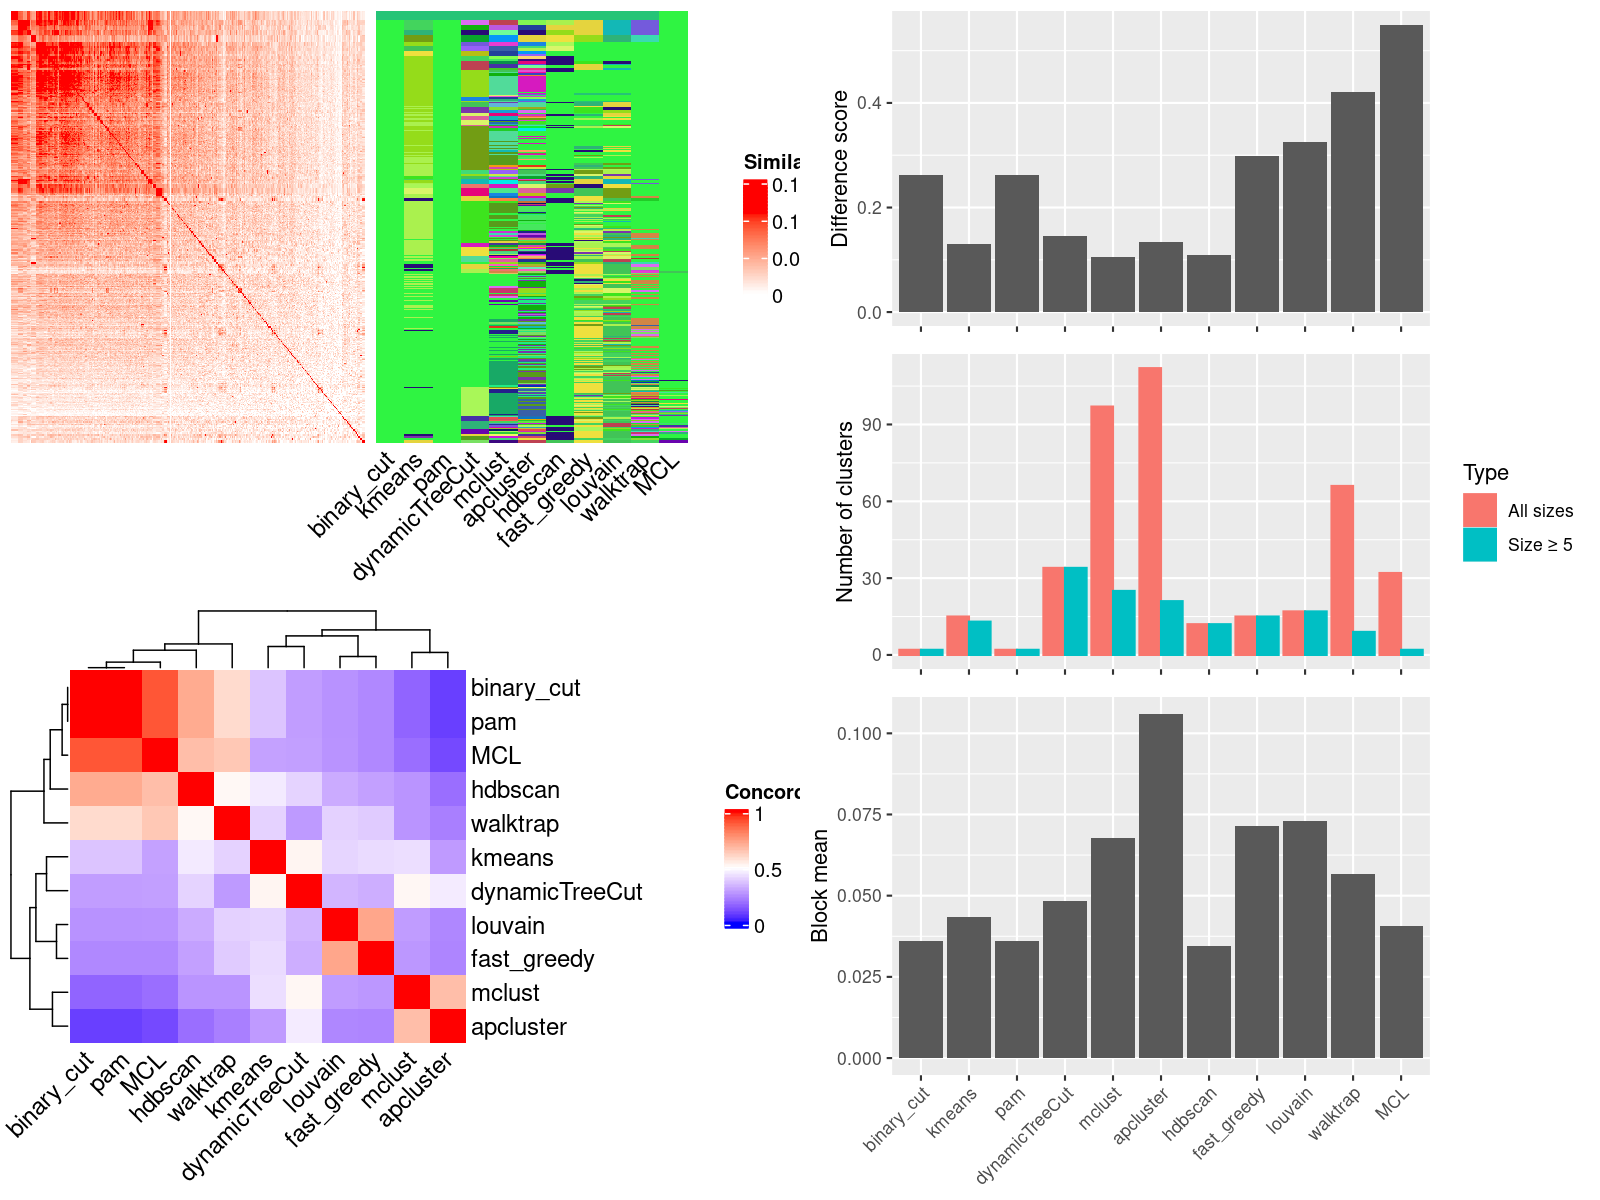 Simila
0.1
0.1
0.0
0
binary_cut
kmeans
pam
dynamicTreeCut
mclust
apcluster
hdbscan
fast_greedy
louvain
walktrap
MCL
binary_cut
pam
MCL
hdbscan
walktrap
kmeans
dynamicTreeCut
louvain
fast_greedy
mclust
apcluster
binary_cut
pam
MCL
hdbscan
walktrap
kmeans
dynamicTreeCut
louvain
fast_greedy
mclust
apcluster
Concord
1
0.5
0
Difference score
0.4
0.2
0.0
Number of clusters
90
60
30
0
Type
All sizes
Size ≥ 5
Block mean
0.100
0.075
0.050
0.025
0.000
binary_cut
kmeans
pam
dynamicTreeCut
mclust
apcluster
hdbscan
fast_greedy
louvain
walktrap
MCL